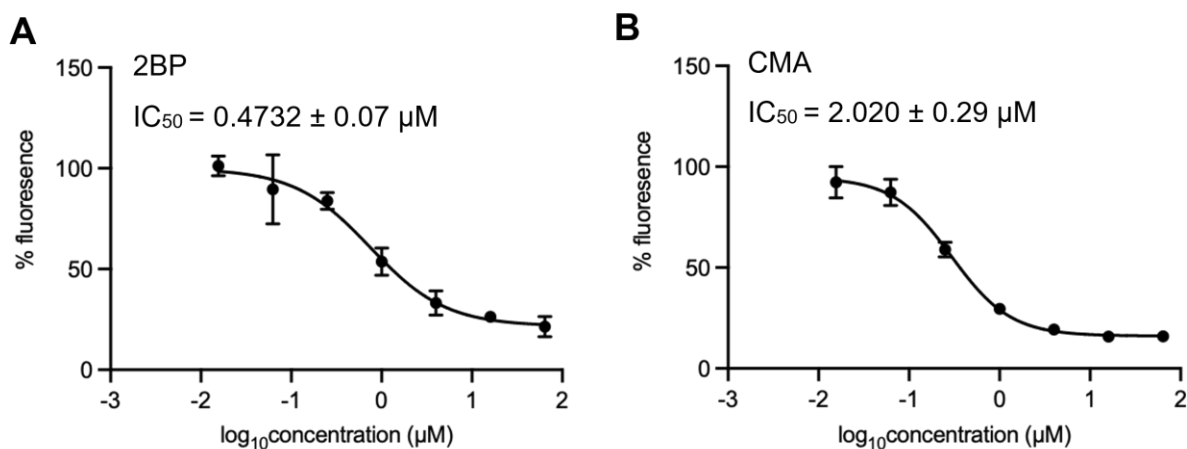 A
2BP
IC50 = 0.4732 ± 0.07 µM
150
100
50
0
% fluoresence
-3 -2 -1 0 1 2
log10concentration (µM)
B
CMA
IC50 = 2.020 ± 0.29 µM
150
100
50
0
% fluoresence
-3 -2 -1 0 1 2
log10concentration (µM)